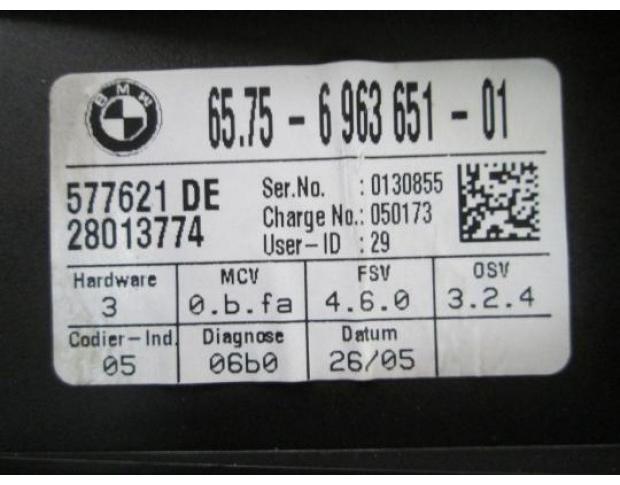 BMW
65.75 - 6 963 651 - 01
577621 DE
28013774
Ser.No. : 0130855
Charge No.: 050173
User-ID : 29
Hardware MCV FSV OSV
3 0.b.fa 4.6.0 3.2.4
Codier-Ind. Diagnose Datum
05 06b0 26/05